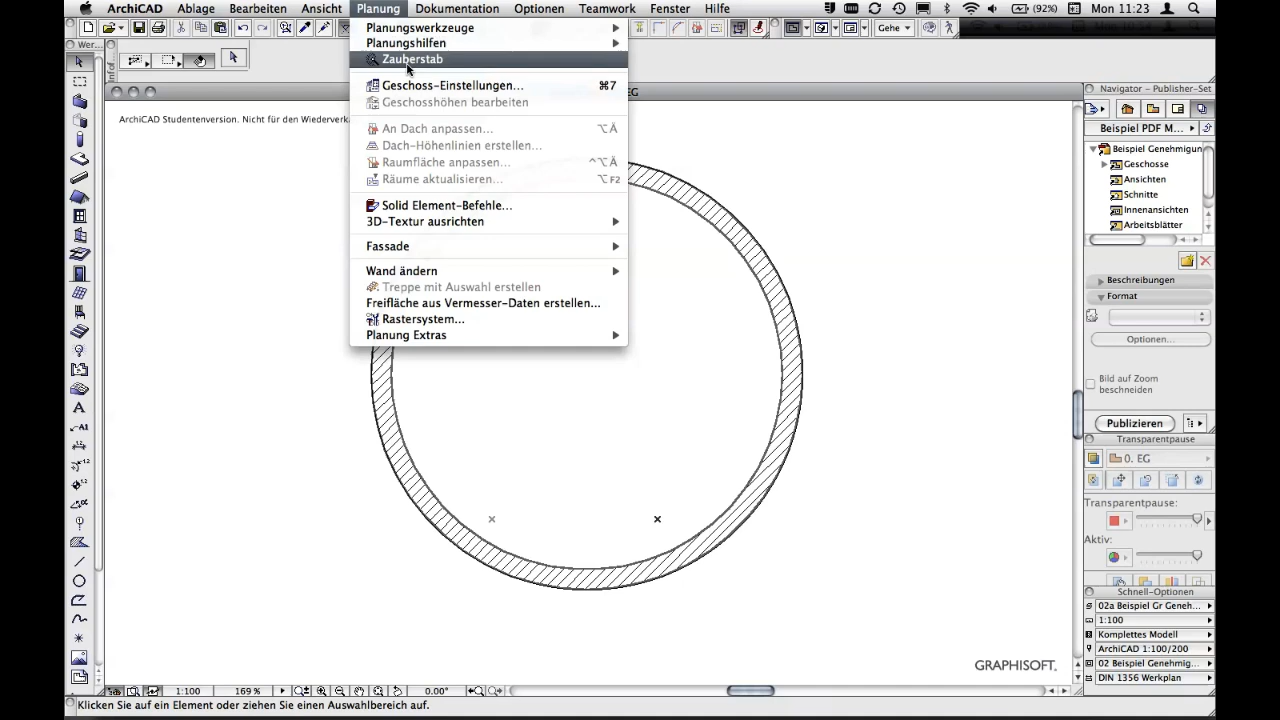 ArchiCAD Ablage Bearbeiten Ansicht Planung Dokumentation Optionen Teamwork Fenster Hilfe (92%) Mon 11:23
Planungswerkzeuge
Planungshilfen
Zauberstab
Geschoss-Einstellungen... ⌘7
Geschosshöhen bearbeiten
An Dach anpassen... ⌥Ä
Dach-Höhenlinien erstellen...
Raumfläche anpassen... ^⌥Ä
Räume aktualisieren... ⌥F2
Solid Element-Befehle...
3D-Textur ausrichten
Fassade
Wand ändern
Treppe mit Auswahl erstellen
Freifläche aus Vermesser-Daten erstellen...
Rastersystem...
Planung Extras
Gehe
Wer...
Infof
EG
ArchiCAD Studentenversion. Nicht für den Wiederverk
Navigator - Publisher-Set
Beispiel PDF M...
Beispiel Genehmigun
Geschosse
Ansichten
Schnitte
Innenansichten
Arbeitsblätter
Beschreibungen
Format
Optionen...
Bild auf Zoom
beschneiden
Publizieren
Transparentpause
0. EG
Transparentpause:
Aktiv:
Schnell-Optionen
02a Beispiel Gr Geneh...
1:100
Komplettes Modell
ArchiCAD 1:100/200
02 Beispiel Genehmig...
DIN 1356 Werkplan
GRAPHISOFT.
1:100 169 % 0.00°
Klicken Sie auf ein Element oder ziehen Sie einen Auswahlbereich auf.